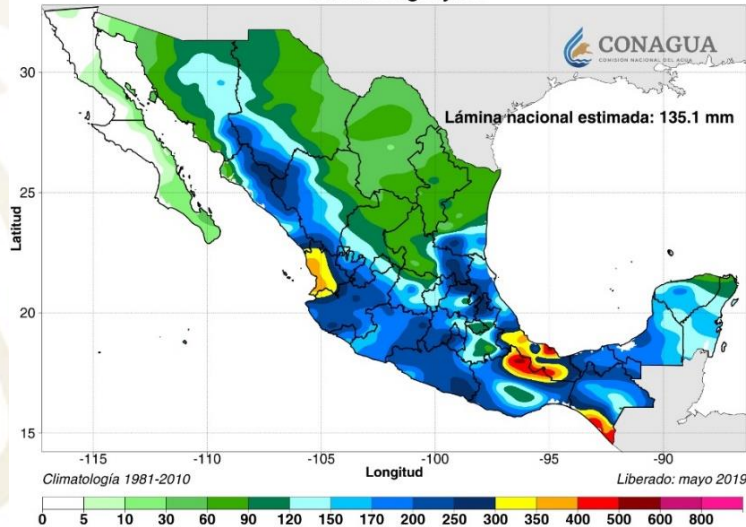 CONAGUA
COMISIÓN NACIONAL DEL AGUA
Lámina nacional estimada: 135.1 mm
30
25
20
15
Latitud
-115 -110 -105 -100 -95 -90
Longitud
Climatología 1981-2010 Liberado: mayo 2019
0 5 10 30 60 90 120 150 170 200 250 300 350 400 500 600 800